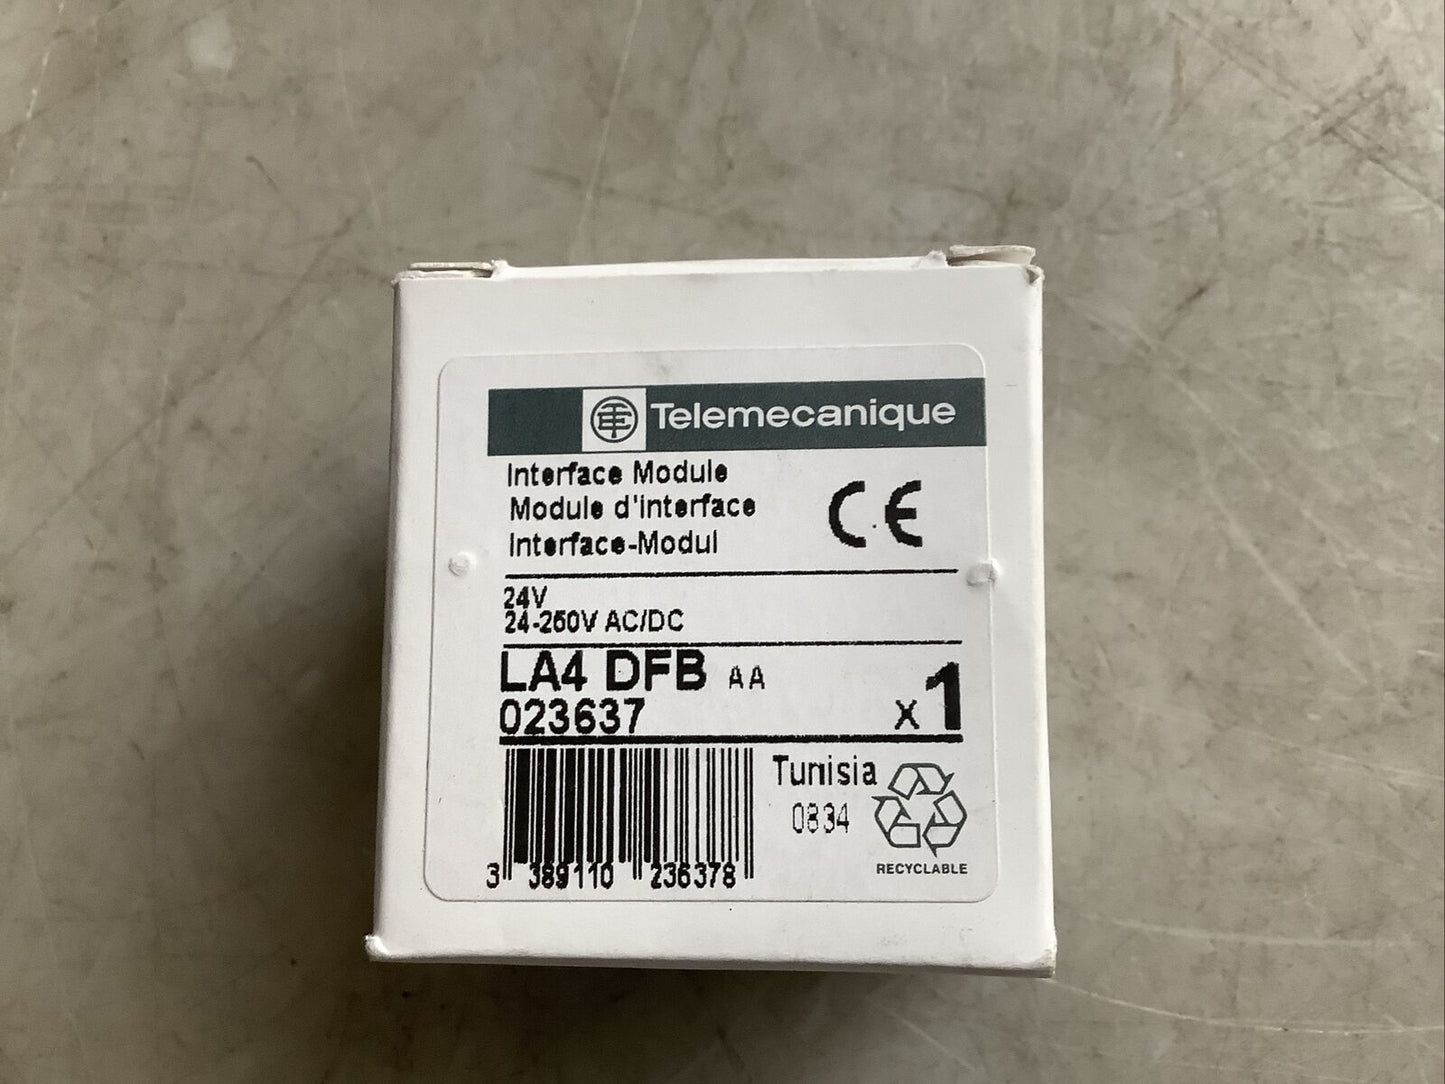 Telemecanique
Interface Module
Module d'interface
Interface-Modul
CE
24V
24-250V AC/DC
LA4 DFB AA
023637
x 1
Tunisia
0834
RECYCLABLE
3 389110 236378